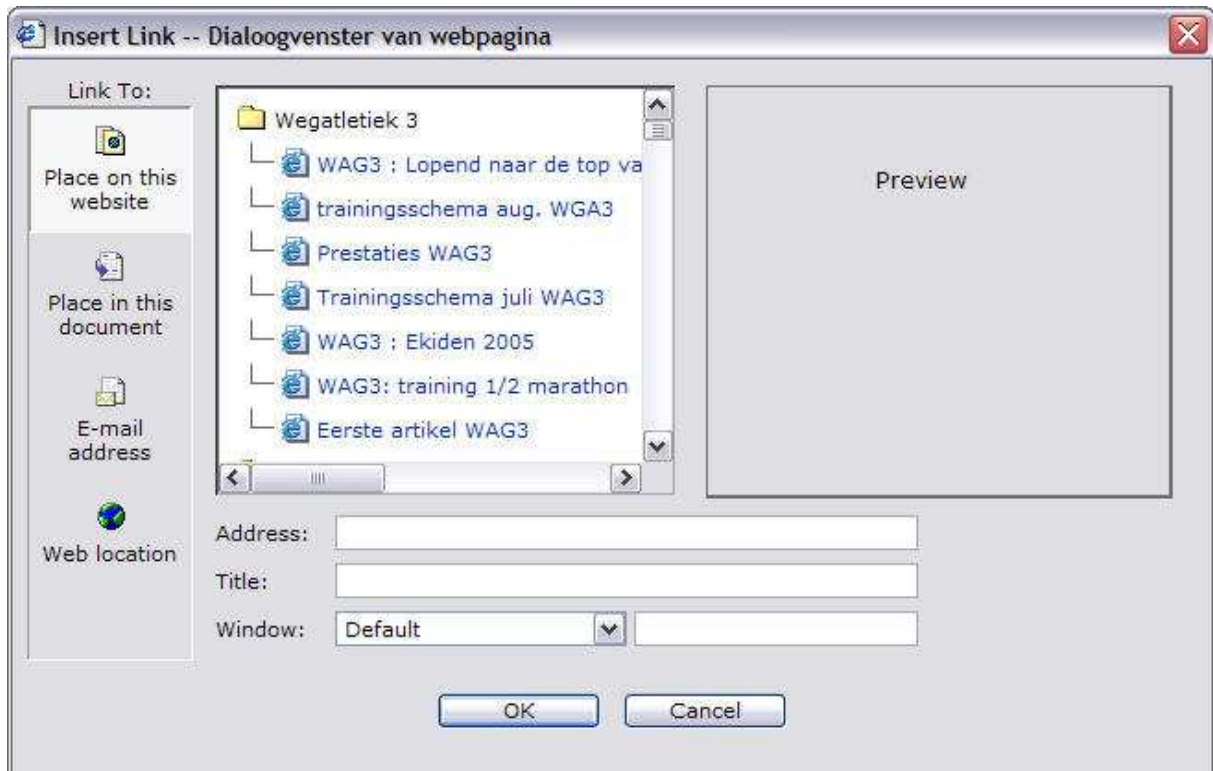 Insert Link -- Dialoogvenster van webpagina
Link To:
Place on this
website
Place in this
document
E-mail
address
Web location
Wegatletiek 3
WAG3 : Lopend naar de top va
trainingsschema aug. WGA3
Prestaties WAG3
Trainingsschema juli WAG3
WAG3 : Ekiden 2005
WAG3: training 1/2 marathon
Eerste artikel WAG3
Preview
Address:
Title:
Window: Default
OK Cancel